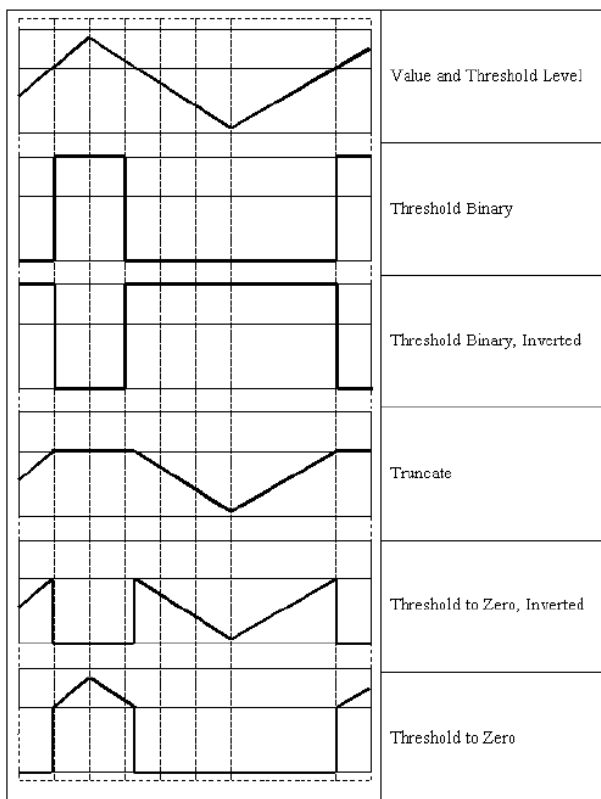 Value and Threshold Level
Threshold Binary
Threshold Binary, Inverted
Truncate
Threshold to Zero, Inverted
Threshold to Zero